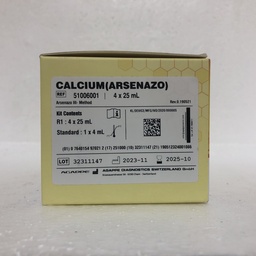 CALCIUM(ARSENAZO)
REF 51006001 | 4 x 25 mL
Arsenazo III- Method
Kit Contents
R1 : 4 x 25 mL
Standard : 1 x 4 mL
LOT 32311147 2023-11 2025-10
AGAPPE AGAPPE DIAGNOSTICS SWITZERLAND GmbH